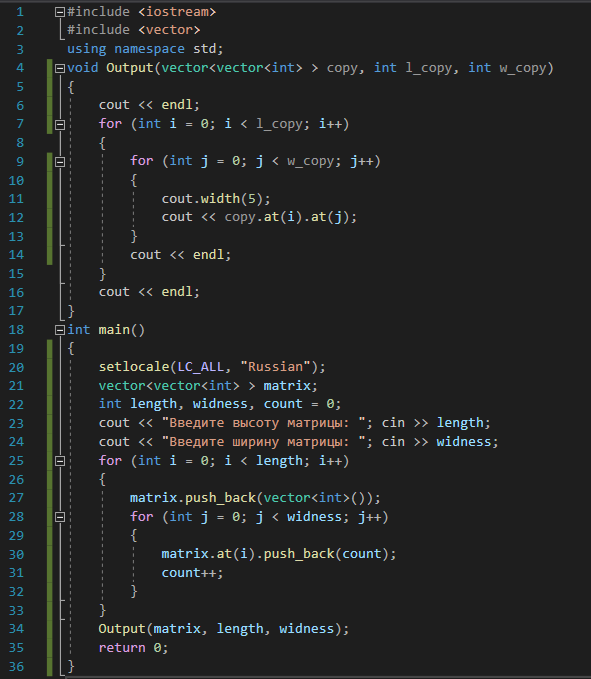 1 #include <iostream>
2 #include <vector>
3 using namespace std;
4 void Output(vector<vector<int> > copy, int l_copy, int w_copy)
5 {
6     cout << endl;
7     for (int i = 0; i < l_copy; i++)
8     {
9         for (int j = 0; j < w_copy; j++)
10         {
11             cout.width(5);
12             cout << copy.at(i).at(j);
13         }
14         cout << endl;
15     }
16     cout << endl;
17 }
18 int main()
19 {
20     setlocale(LC_ALL, "Russian");
21     vector<vector<int> > matrix;
22     int length, widness, count = 0;
23     cout << "Введите высоту матрицы: "; cin >> length;
24     cout << "Введите ширину матрицы: "; cin >> widness;
25     for (int i = 0; i < length; i++)
26     {
27         matrix.push_back(vector<int>());
28         for (int j = 0; j < widness; j++)
29         {
30             matrix.at(i).push_back(count);
31             count++;
32         }
33     }
34     Output(matrix, length, widness);
35     return 0;
36 }